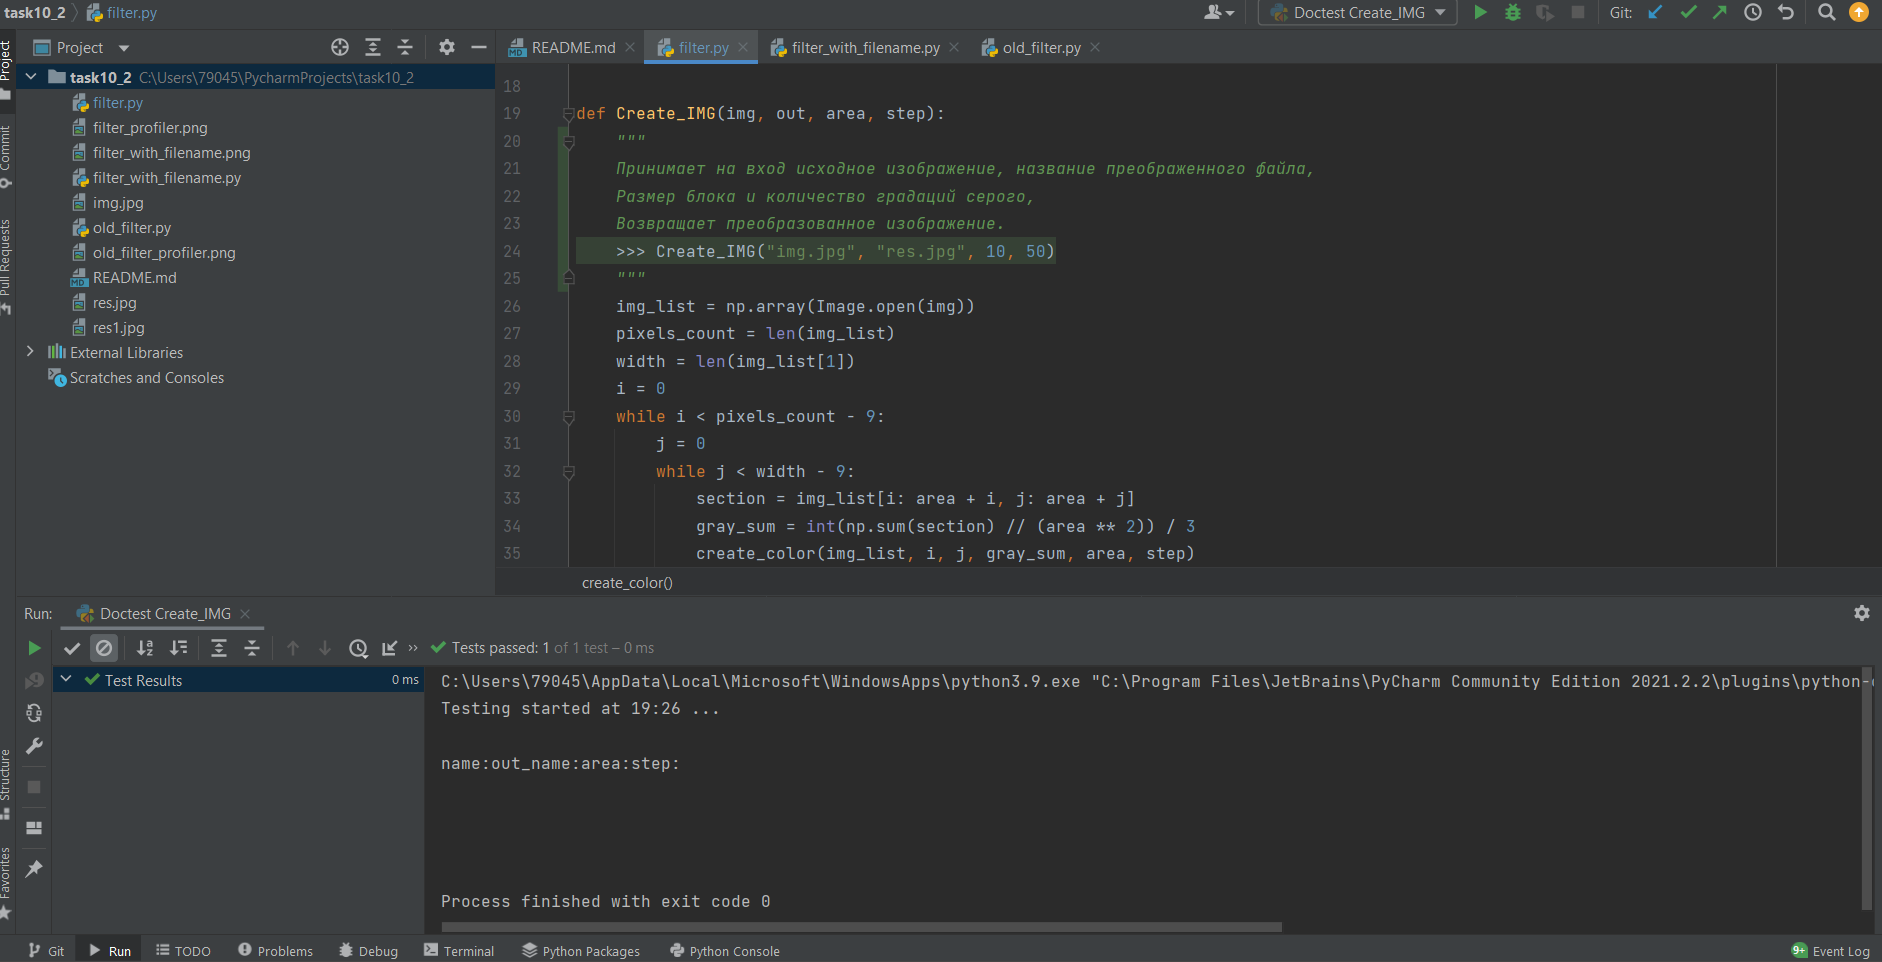 task10_2 filter.py
Doctest Create_IMG Git:
Project
README.md filter.py filter_with_filename.py old_filter.py
task10_2 C:\Users\79045\PycharmProjects\task10_2
filter.py
filter_profiler.png
filter_with_filename.png
filter_with_filename.py
img.jpg
old_filter.py
old_filter_profiler.png
README.md
res.jpg
res1.jpg
External Libraries
Scratches and Consoles
Project
Commit
Pull Requests
Structure
Favorites
18
19 def Create_IMG(img, out, area, step):
20 """
21 Принимает на вход исходное изображение, название преображенного файла,
22 Размер блока и количество градаций серого,
23 Возвращает преобразованное изображение.
24 >>> Create_IMG("img.jpg", "res.jpg", 10, 50)
25 """
26 img_list = np.array(Image.open(img))
27 pixels_count = len(img_list)
28 width = len(img_list[1])
29 i = 0
30 while i < pixels_count - 9:
31 j = 0
32 while j < width - 9:
33 section = img_list[i: area + i, j: area + j]
34 gray_sum = int(np.sum(section) // (area ** 2)) / 3
35 create_color(img_list, i, j, gray_sum, area, step)
create_color()
Run: Doctest Create_IMG
Tests passed: 1 of 1 test – 0 ms
Test Results 0 ms
C:\Users\79045\AppData\Local\Microsoft\WindowsApps\python3.9.exe "C:\Program Files\JetBrains\PyCharm Community Edition 2021.2.2\plugins\python-
Testing started at 19:26 ...
name:out_name:area:step:
Process finished with exit code 0
Git Run TODO Problems Debug Terminal Python Packages Python Console 9+ Event Log